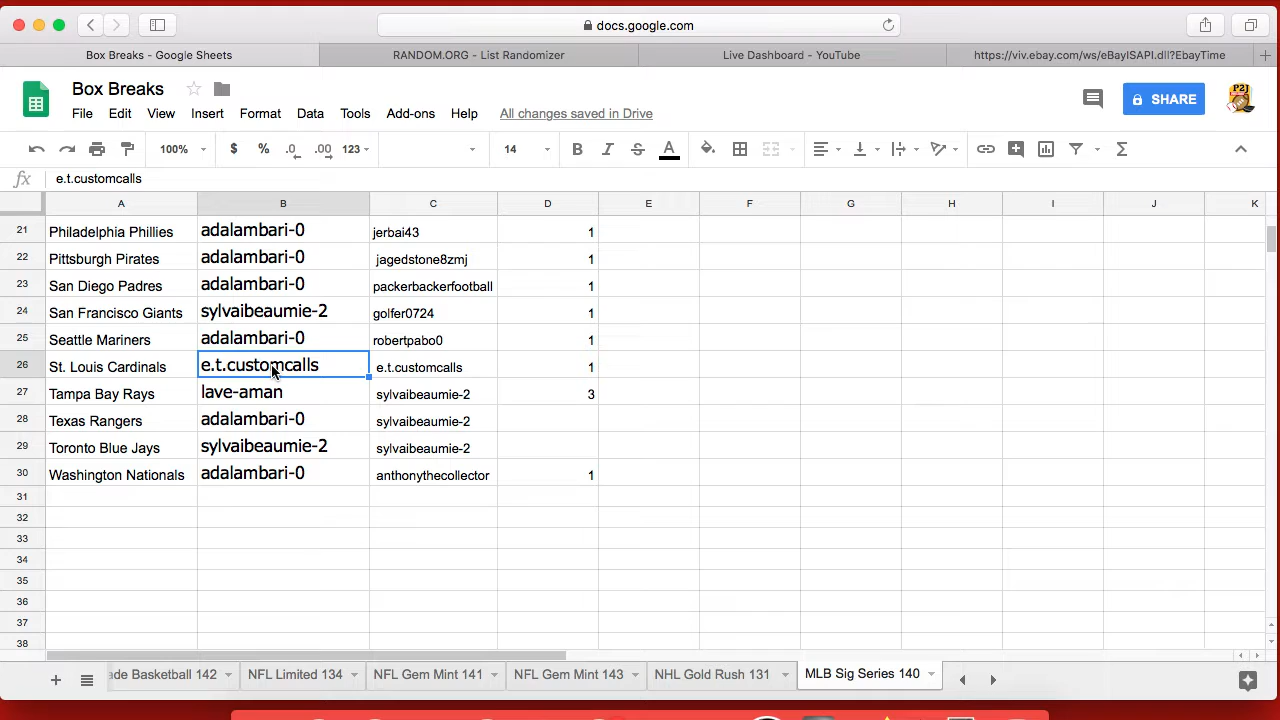 docs.google.com
Box Breaks - Google Sheets
RANDOM.ORG - List Randomizer
Live Dashboard - YouTube
https://viv.ebay.com/ws/eBayISAPI.dll?EbayTime
Box Breaks
File Edit View Insert Format Data Tools Add-ons Help All changes saved in Drive
SHARE
P2J
100% $ % .0 .00 123 14 B I S A
fx e.t.customcalls
A B C D E F G H I J K
21 Philadelphia Phillies adalambari-0 jerbai43 1
22 Pittsburgh Pirates adalambari-0 jagedstone8zmj 1
23 San Diego Padres adalambari-0 packerbackerfootball 1
24 San Francisco Giants sylvaibeaumie-2 golfer0724 1
25 Seattle Mariners adalambari-0 robertpabo0 1
26 St. Louis Cardinals e.t.customcalls e.t.customcalls 1
27 Tampa Bay Rays lave-aman sylvaibeaumie-2 3
28 Texas Rangers adalambari-0 sylvaibeaumie-2
29 Toronto Blue Jays sylvaibeaumie-2 sylvaibeaumie-2
30 Washington Nationals adalambari-0 anthonythecollector 1
31
32
33
34
35
36
37
38
ade Basketball 142 NFL Limited 134 NFL Gem Mint 141 NFL Gem Mint 143 NHL Gold Rush 131 MLB Sig Series 140